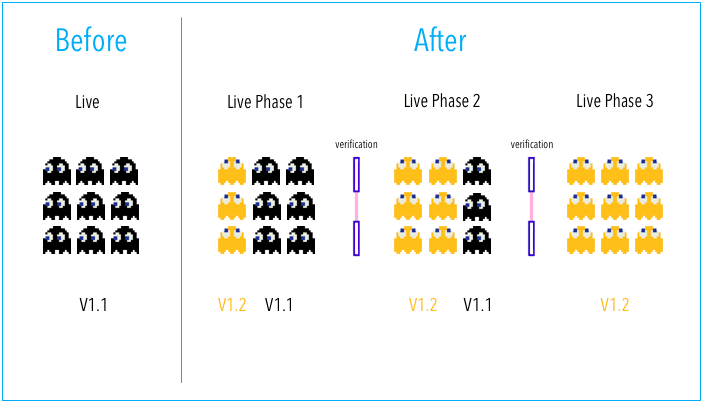 Before
After
Live
Live Phase 1
Live Phase 2
Live Phase 3
verification
verification
V1.1
V1.2 V1.1
V1.2 V1.1
V1.2